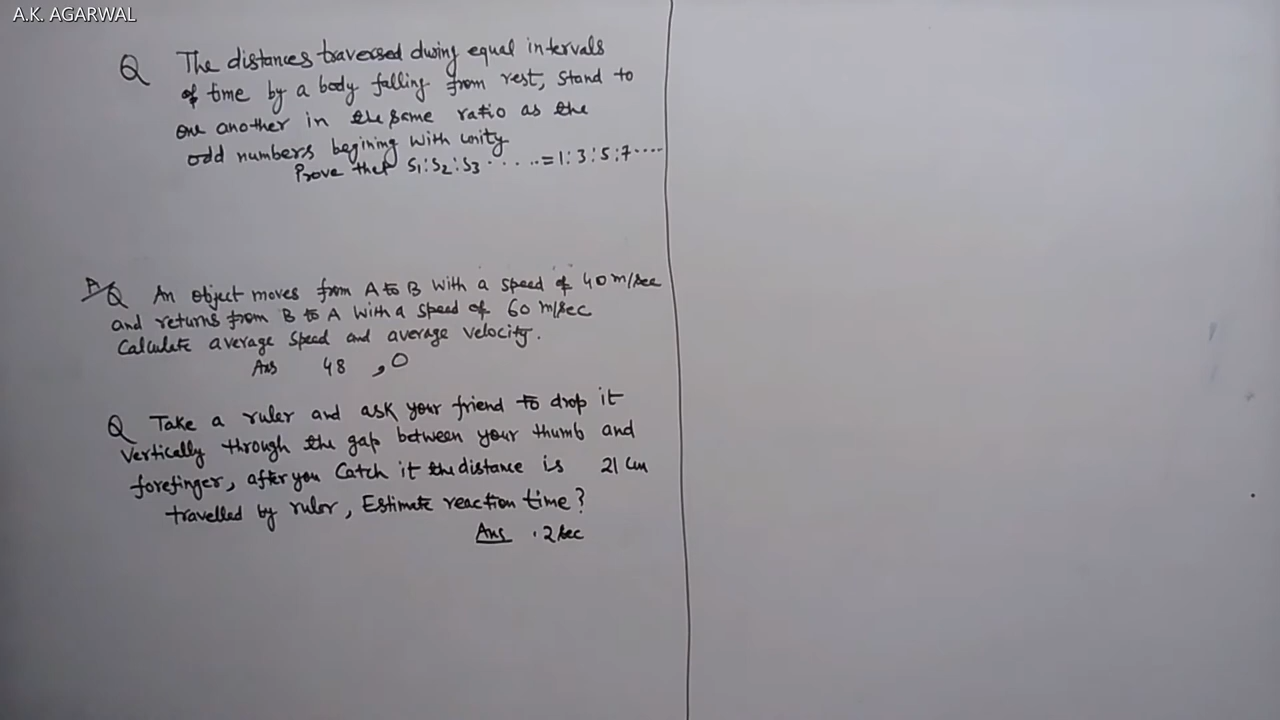 A.K. AGARWAL
Q The distances traversed during equal intervals
of time by a body falling from rest, stand to
one another in the same ratio as the
odd numbers begining with unity
Prove that S1:S2:S3 ..... = 1:3:5:7....
Q An object moves from A to B with a speed of 40 m/sec
and returns from B to A with a speed of 60 m/sec
Calculate average speed and average velocity.
Ans 48 , 0
Q Take a ruler and ask your friend to drop it
vertically through the gap between your thumb and
forefinger, after you Catch it the distance is 21 cm
travelled by ruler, Estimate reaction time?
Ans .2 sec